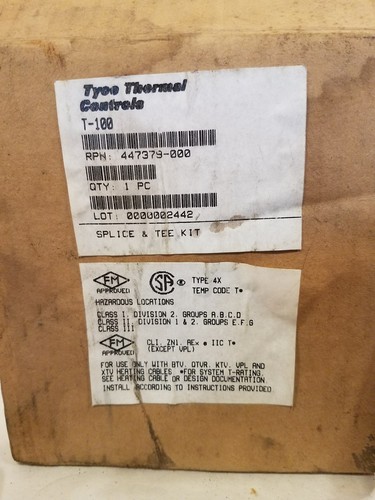 Tyco Thermal
Controls
T-100
RPN: 447379-000
QTY: 1 PC
LOT: 0000002442
SPLICE & TEE KIT
FM
APPROVED
SA
TYPE 4X
TEMP CODE T*
HAZARDOUS LOCATIONS
CLASS I, DIVISION 2, GROUPS A,B,C,D
CLASS II, DIVISION 1 & 2, GROUPS E,F,G
CLASS III
FM
APPROVED
CLI, ZN1, AEx e IIC T*
(EXCEPT VPL)
FOR USE ONLY WITH BTV, QTVR, KTV, VPL AND
XTV HEATING CABLES. *FOR SYSTEM T-RATING,
SEE HEATING CABLE OR DESIGN DOCUMENTATION
INSTALL ACCORDING TO INSTRUCTIONS PROVIDED